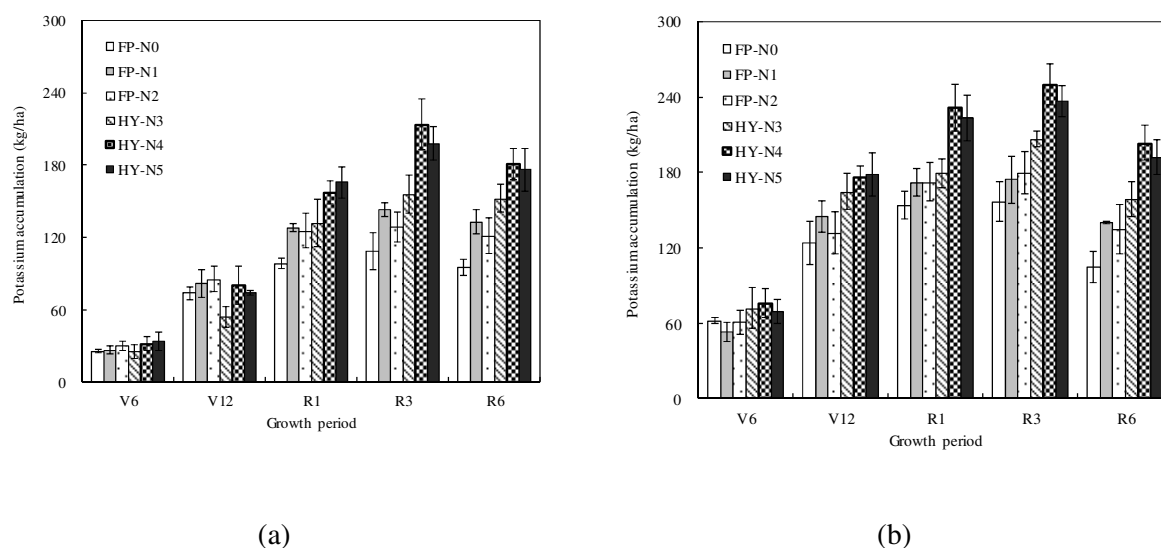 300
240
180
120
60
0
Potassium accumulation (kg/ha)
FP-N0
FP-N1
FP-N2
HY-N3
HY-N4
HY-N5
V6 V12 R1 R3 R6
Growth period
(a)
300
240
180
120
60
0
Potassium accumulation (kg/ha)
FP-N0
FP-N1
FP-N2
HY-N3
HY-N4
HY-N5
V6 V12 R1 R3 R6
Growth period
(b)